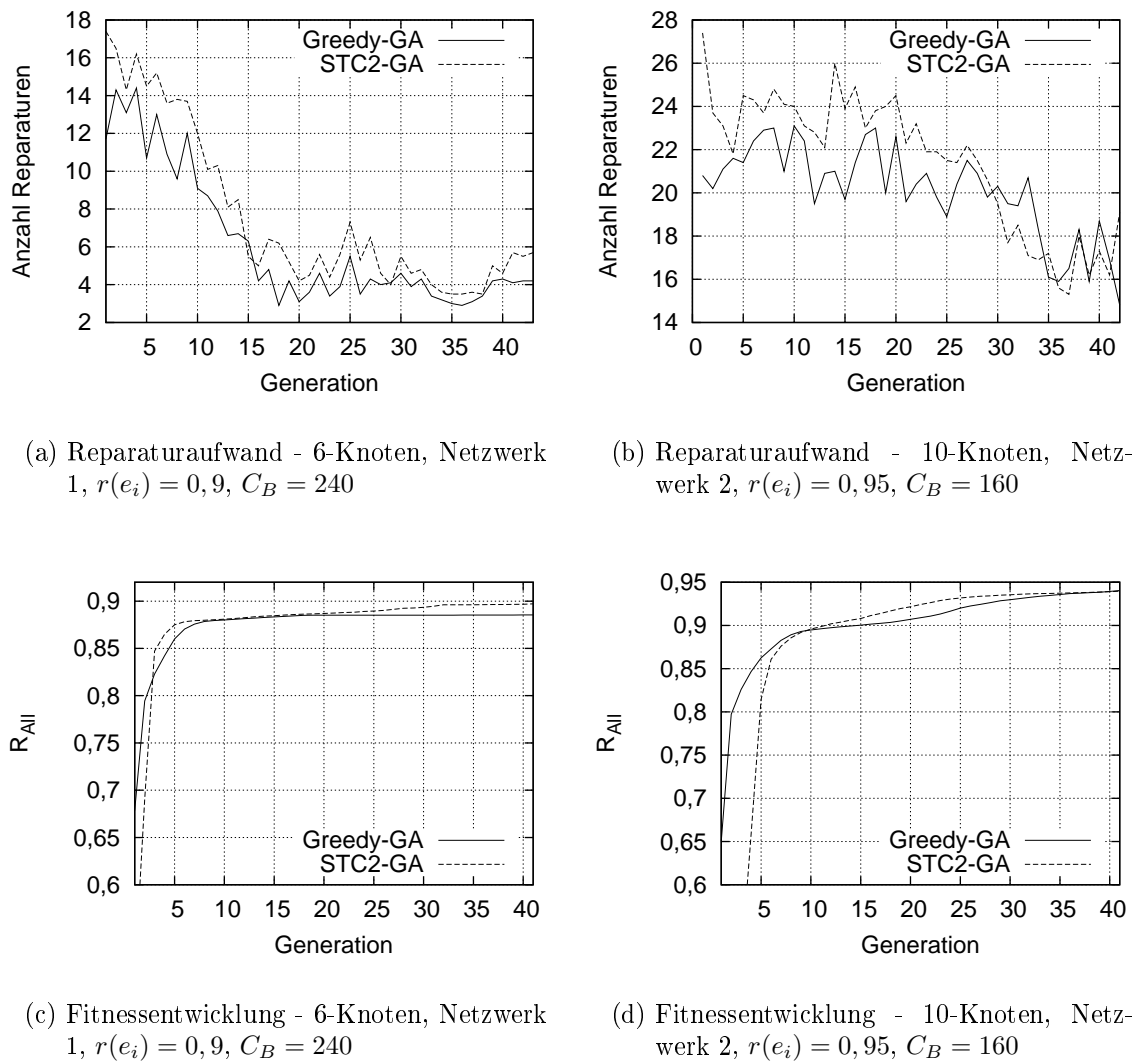 Anzahl Reparaturen
18
16
14
12
10
8
6
4
2
5 10 15 20 25 30 35 40
Generation
Greedy-GA
STC2-GA
Anzahl Reparaturen
28
26
24
22
20
18
16
14
0 5 10 15 20 25 30 35 40
Generation
Greedy-GA
STC2-GA
(a) Reparaturaufwand - 6-Knoten, Netzwerk
1, r(e_i) = 0, 9, C_B = 240
(b) Reparaturaufwand - 10-Knoten, Netz-
werk 2, r(e_i) = 0, 95, C_B = 160
R_All
0,9
0,85
0,8
0,75
0,7
0,65
0,6
5 10 15 20 25 30 35 40
Generation
Greedy-GA
STC2-GA
R_All
0,95
0,9
0,85
0,8
0,75
0,7
0,65
0,6
5 10 15 20 25 30 35 40
Generation
Greedy-GA
STC2-GA
(c) Fitnessentwicklung - 6-Knoten, Netzwerk
1, r(e_i) = 0, 9, C_B = 240
(d) Fitnessentwicklung - 10-Knoten, Netz-
werk 2, r(e_i) = 0, 95, C_B = 160